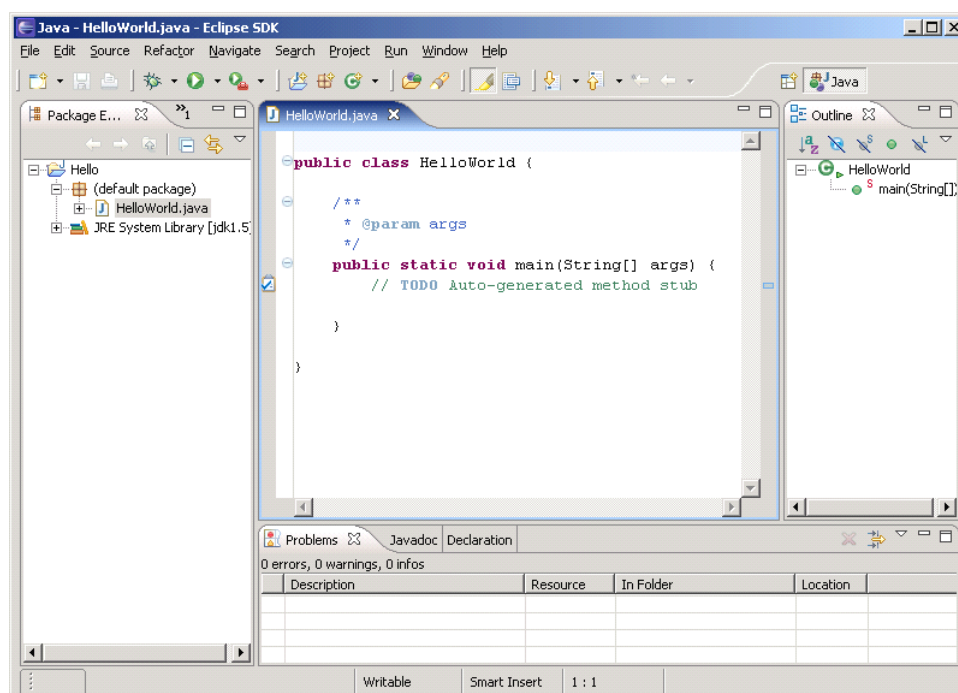 Java - HelloWorld.java - Eclipse SDK
File Edit Source Refactor Navigate Search Project Run Window Help
Java
Package E... »1
Hello
(default package)
HelloWorld.java
JRE System Library [jdk1.5]
HelloWorld.java
public class HelloWorld {
/**
* @param args
*/
public static void main(String[] args) {
// TODO Auto-generated method stub
}
}
Outline
HelloWorld
S main(String[])
Problems Javadoc Declaration
0 errors, 0 warnings, 0 infos
Description Resource In Folder Location
Writable Smart Insert 1 : 1